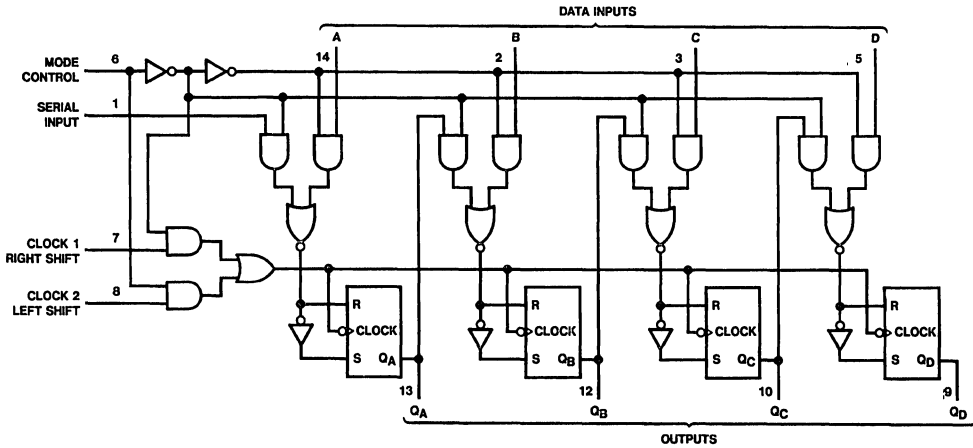 DATA INPUTS
A B C D
MODE CONTROL 6 14 2 3 5
SERIAL INPUT 1
CLOCK 1 RIGHT SHIFT 7
CLOCK 2 LEFT SHIFT 8
R R R R
CLOCK CLOCK CLOCK CLOCK
S QA S QB S QC S QD
13 12 10 9
QA QB QC QD
OUTPUTS